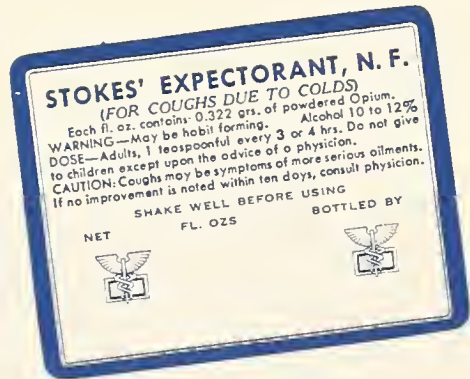 STOKES' EXPECTORANT, N. F.
(FOR COUGHS DUE TO COLDS)
Each fl. oz. contains 0.322 grs. of powdered Opium.
WARNING—May be habit forming. Alcohol 10 to 12%
DOSE—Adults, 1 teaspoonful every 3 or 4 hrs. Do not give
to children except upon the advice of a physician.
CAUTION: Coughs may be symptoms of more serious ailments.
If no improvement is noted within ten days, consult physician.
SHAKE WELL BEFORE USING
NET FL. OZS BOTTLED BY